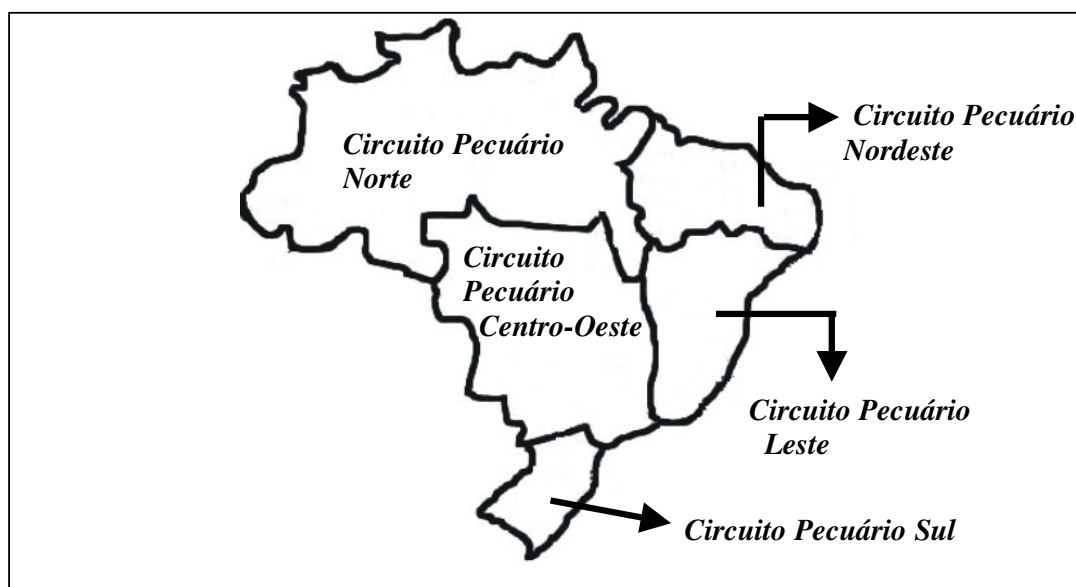 Circuito Pecuário
Nordeste
Circuito Pecuário
Norte
Circuito
Pecuário
Centro-Oeste
Circuito Pecuário
Leste
Circuito Pecuário Sul